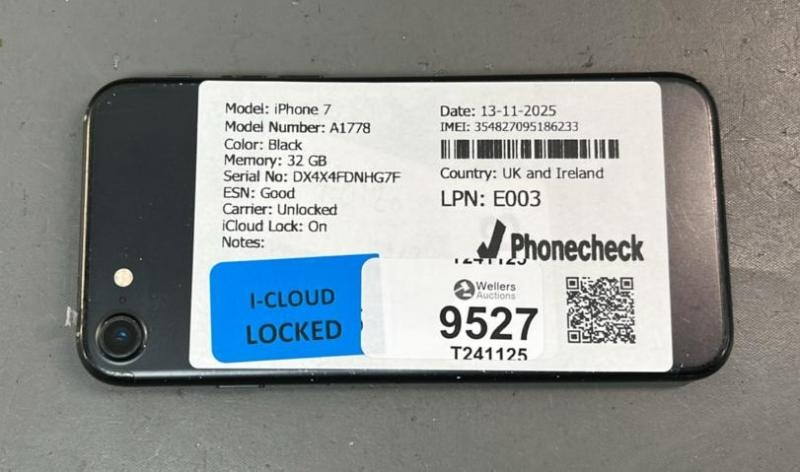 Model: iPhone 7
Model Number: A1778
Color: Black
Memory: 32 GB
Serial No: DX4X4FDNHG7F
ESN: Good
Carrier: Unlocked
iCloud Lock: On
Notes:
Date: 13-11-2025
IMEI: 354827095186233
Country: UK and Ireland
LPN: E003
Phonecheck
I-CLOUD
LOCKED
T241125
Wellers
Auctions
9527
T241125